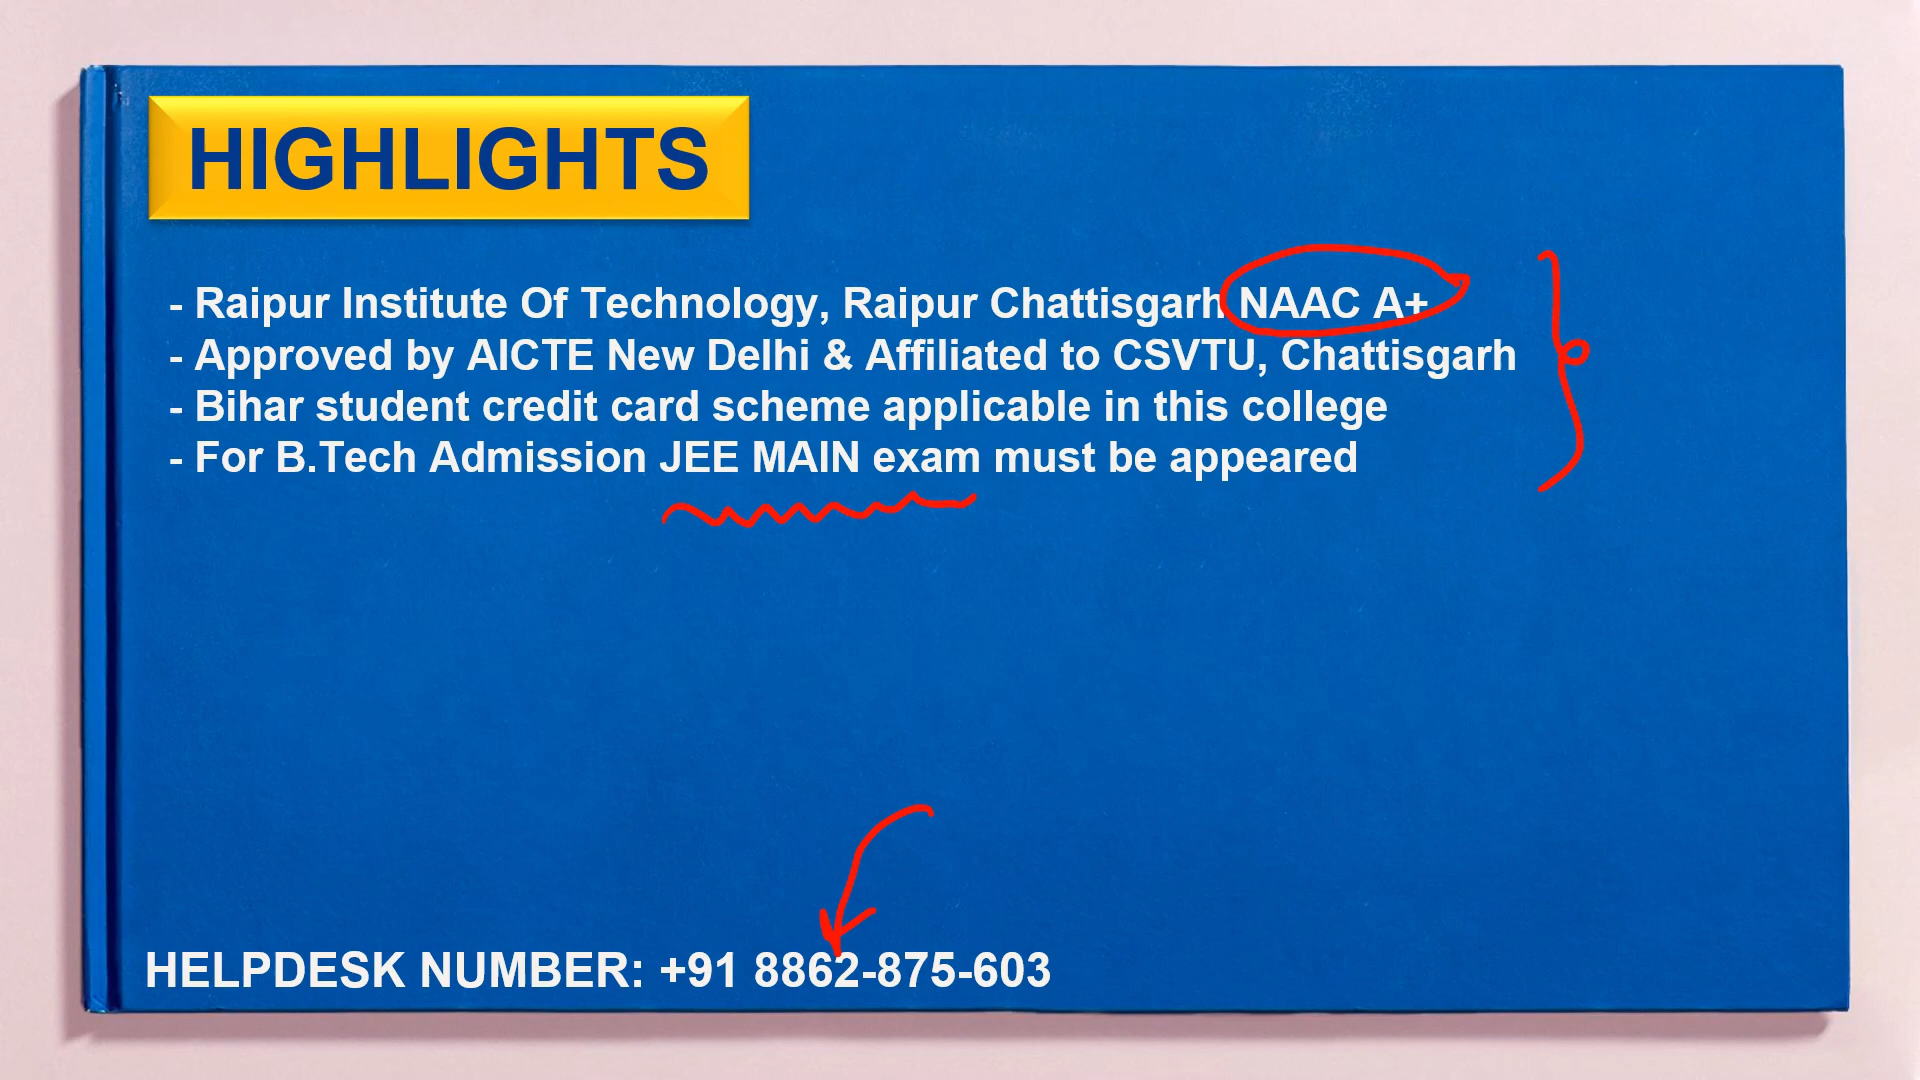 HIGHLIGHTS
- Raipur Institute Of Technology, Raipur Chattisgarh NAAC A+
- Approved by AICTE New Delhi & Affiliated to CSVTU, Chattisgarh
- Bihar student credit card scheme applicable in this college
- For B.Tech Admission JEE MAIN exam must be appeared
HELPDESK NUMBER: +91 8862-875-603